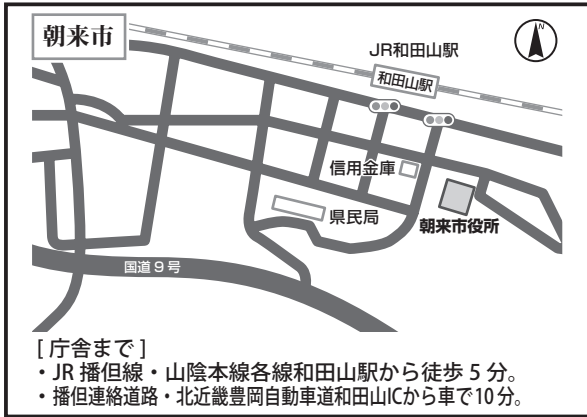 朝来市
N
JR和田山駅
和田山駅
信用金庫
県民局
朝来市役所
国道9号
[ 庁舎まで ]
・JR 播但線・山陰本線各線和田山駅から徒歩 5 分。
・播但連絡道路・北近畿豊岡自動車道和田山ICから車で10分。